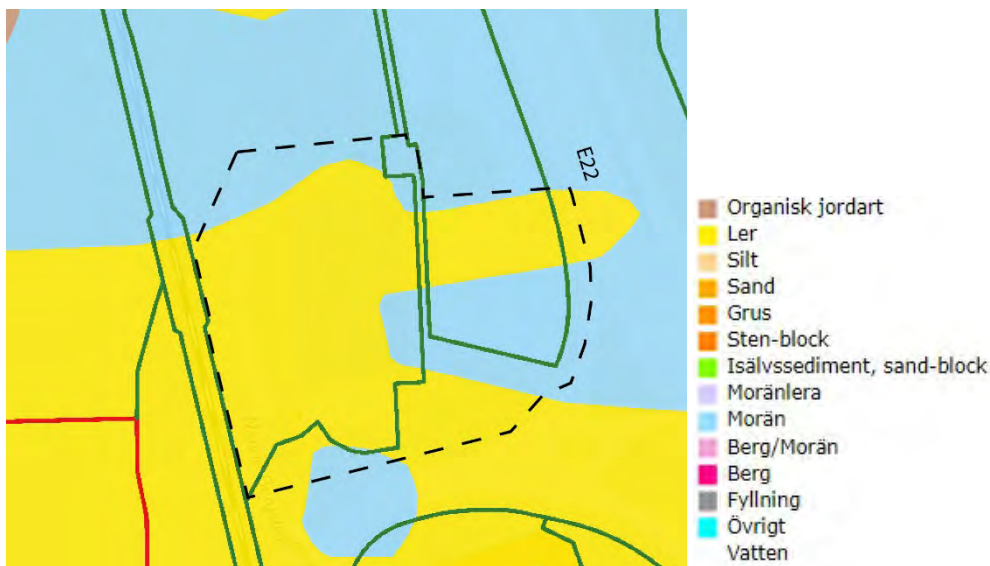 E22
Organisk jordart
Ler
Silt
Sand
Grus
Sten-block
Isälvssediment, sand-block
Moränlera
Morän
Berg/Morän
Berg
Fyllning
Övrigt
Vatten